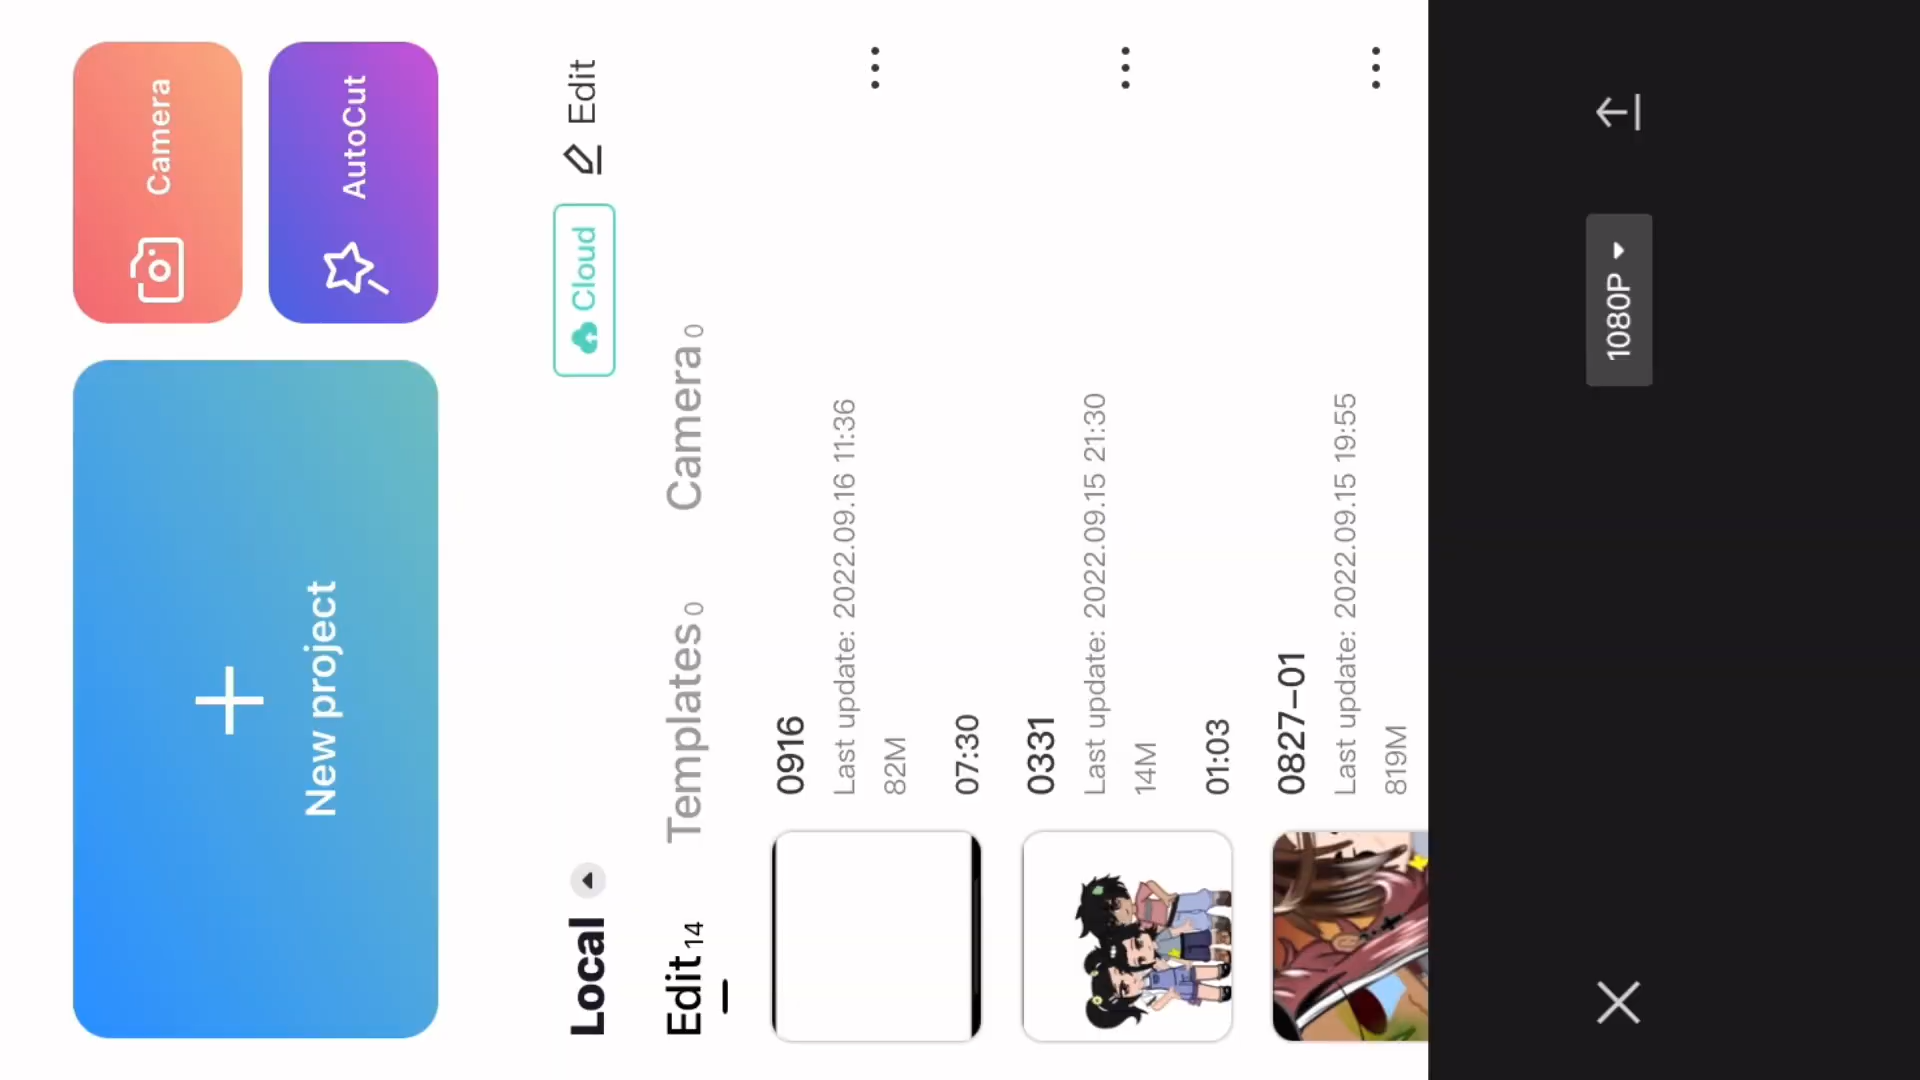 New project
Camera
AutoCut
Local
Cloud
Edit
Edit 14
Templates 0
Camera 0
0916
Last update: 2022.09.16 11:36
82M
07:30
0331
Last update: 2022.09.15 21:30
14M
01:03
0827–01
Last update: 2022.09.15 19:55
819M
1080P